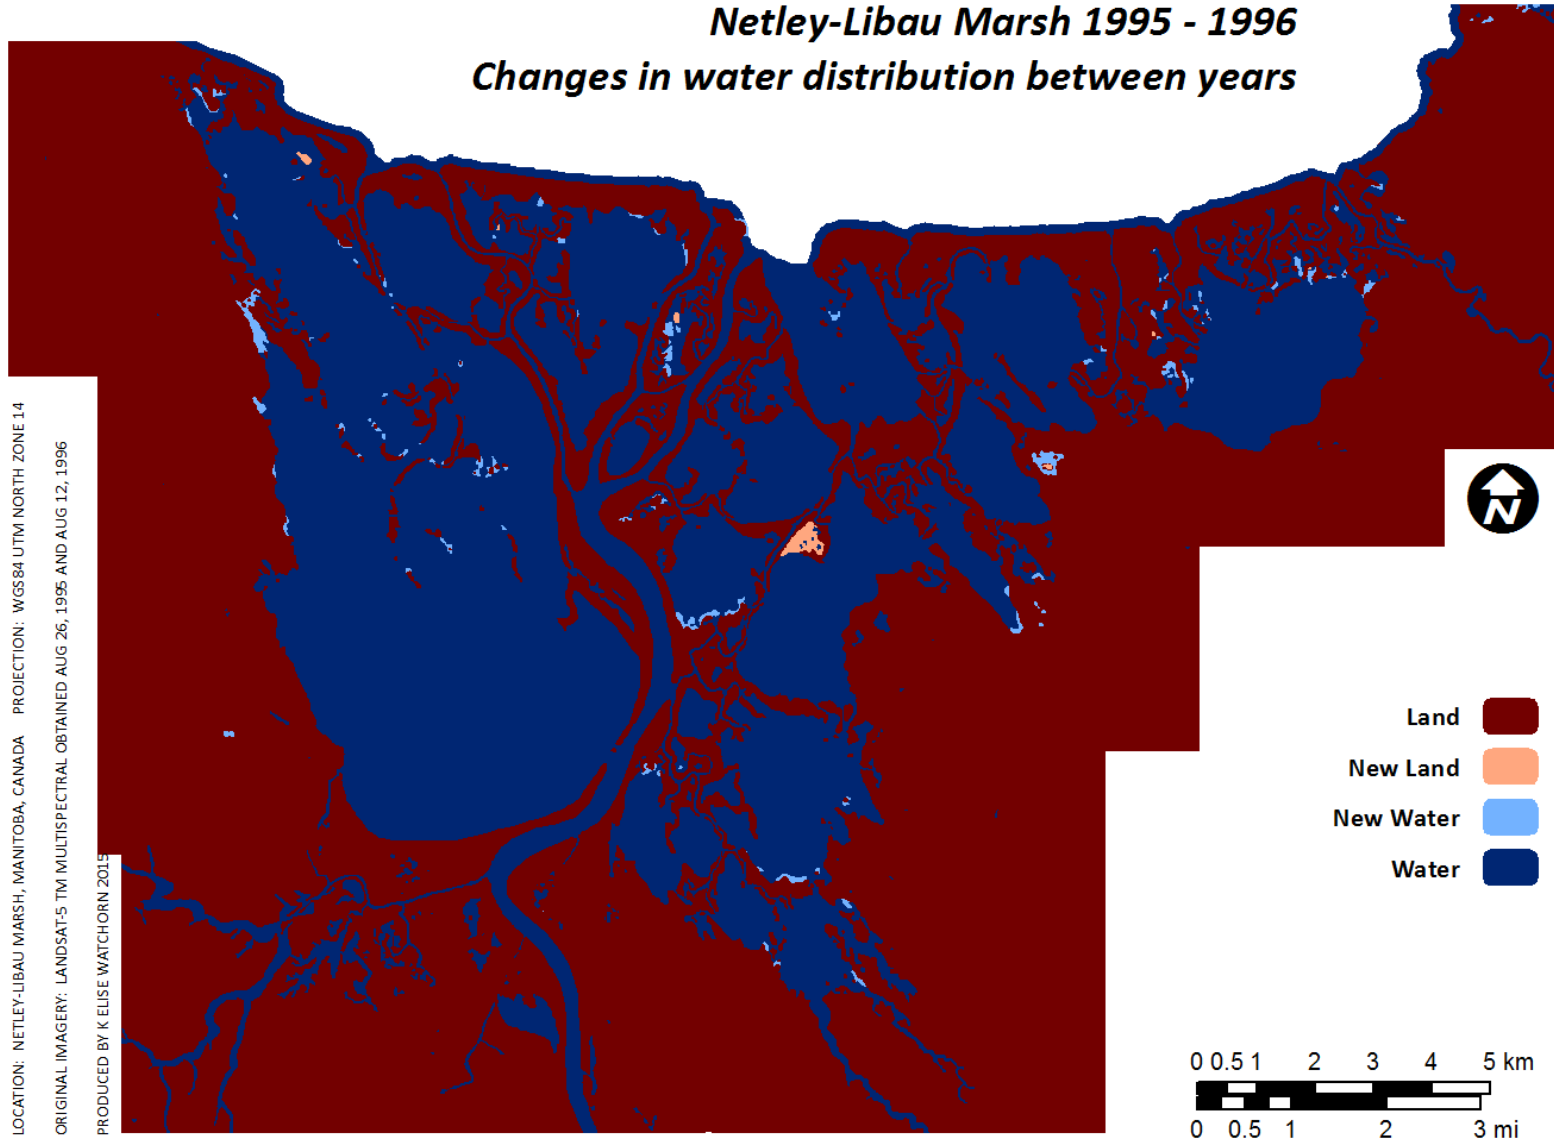 Netley-Libau Marsh 1995 - 1996
Changes in water distribution between years
LOCATION: NETLEY-LIBAU MARSH, MANITOBA, CANADA PROJECTION: WGS84 UTM NORTH ZONE 14
ORIGINAL IMAGERY: LANDSAT-5 TM MULTISPECTRAL OBTAINED AUG 26, 1995 AND AUG 12, 1996
PRODUCED BY K ELISE WATCHORN 2015
N
Land
New Land
New Water
Water
0 0.5 1 2 3 4 5 km
0 0.5 1 2 3 mi